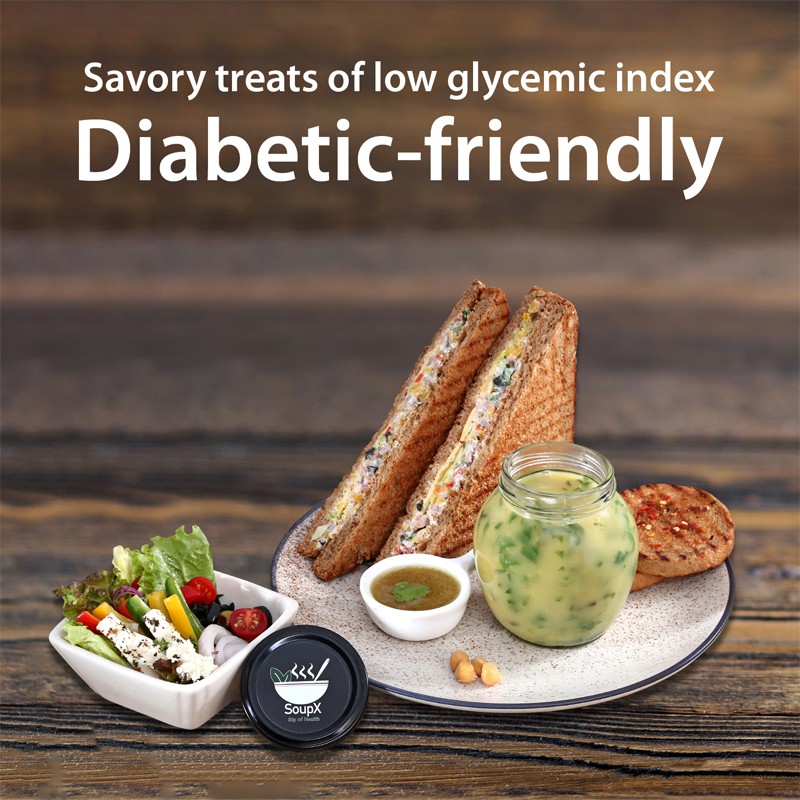 Savory treats of low glycemic index
Diabetic-friendly
SoupX
Sip of Health